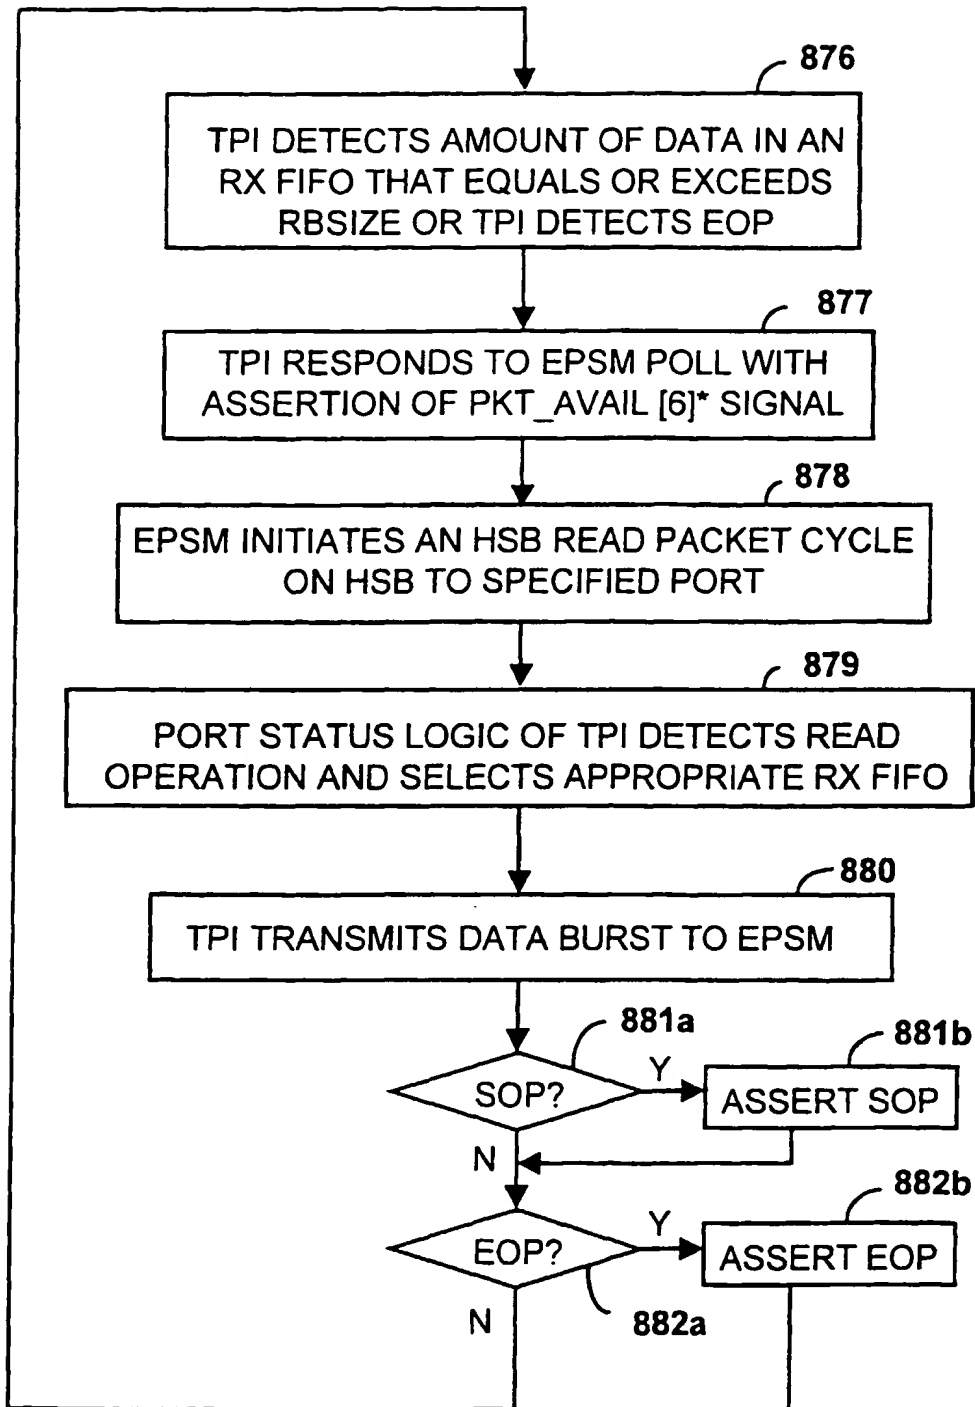 876
TPI DETECTS AMOUNT OF DATA IN AN
RX FIFO THAT EQUALS OR EXCEEDS
RBSIZE OR TPI DETECTS EOP
877
TPI RESPONDS TO EPSM POLL WITH
ASSERTION OF PKT_AVAIL [6]* SIGNAL
878
EPSM INITIATES AN HSB READ PACKET CYCLE
ON HSB TO SPECIFIED PORT
879
PORT STATUS LOGIC OF TPI DETECTS READ
OPERATION AND SELECTS APPROPRIATE RX FIFO
880
TPI TRANSMITS DATA BURST TO EPSM
881a
881b
SOP?
Y
ASSERT SOP
N
882b
EOP?
Y
ASSERT EOP
N
882a